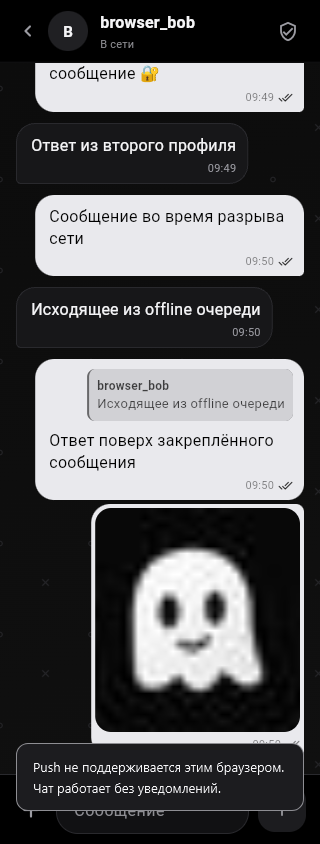 browser_bob
В сети
B
сообщение 🔐
09:49
Ответ из второго профиля
09:49
Сообщение во время разрыва
сети
09:50
Исходящее из offline очереди
09:50
browser_bob
Исходящее из offline очереди
Ответ поверх закреплённого
сообщения
09:50
Push не поддерживается этим браузером.
Чат работает без уведомлений.
Сообщение